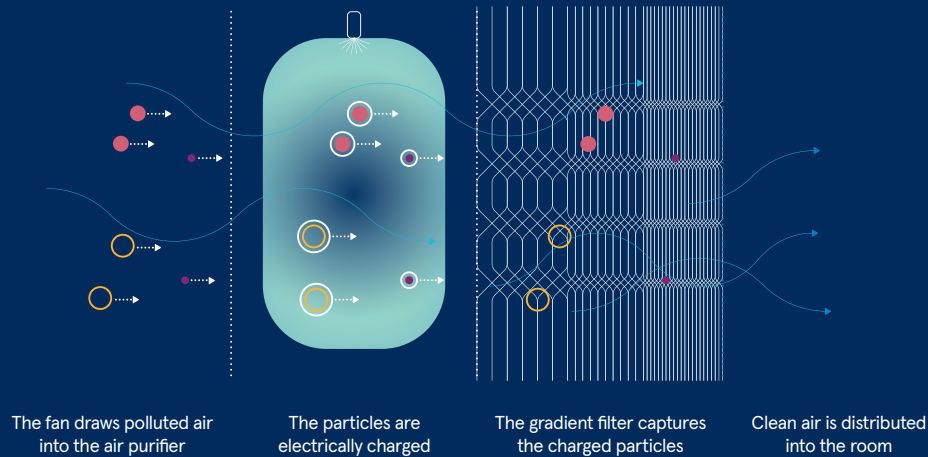 The fan draws polluted air
into the air purifier
The particles are
electrically charged
The gradient filter captures
the charged particles
Clean air is distributed
into the room